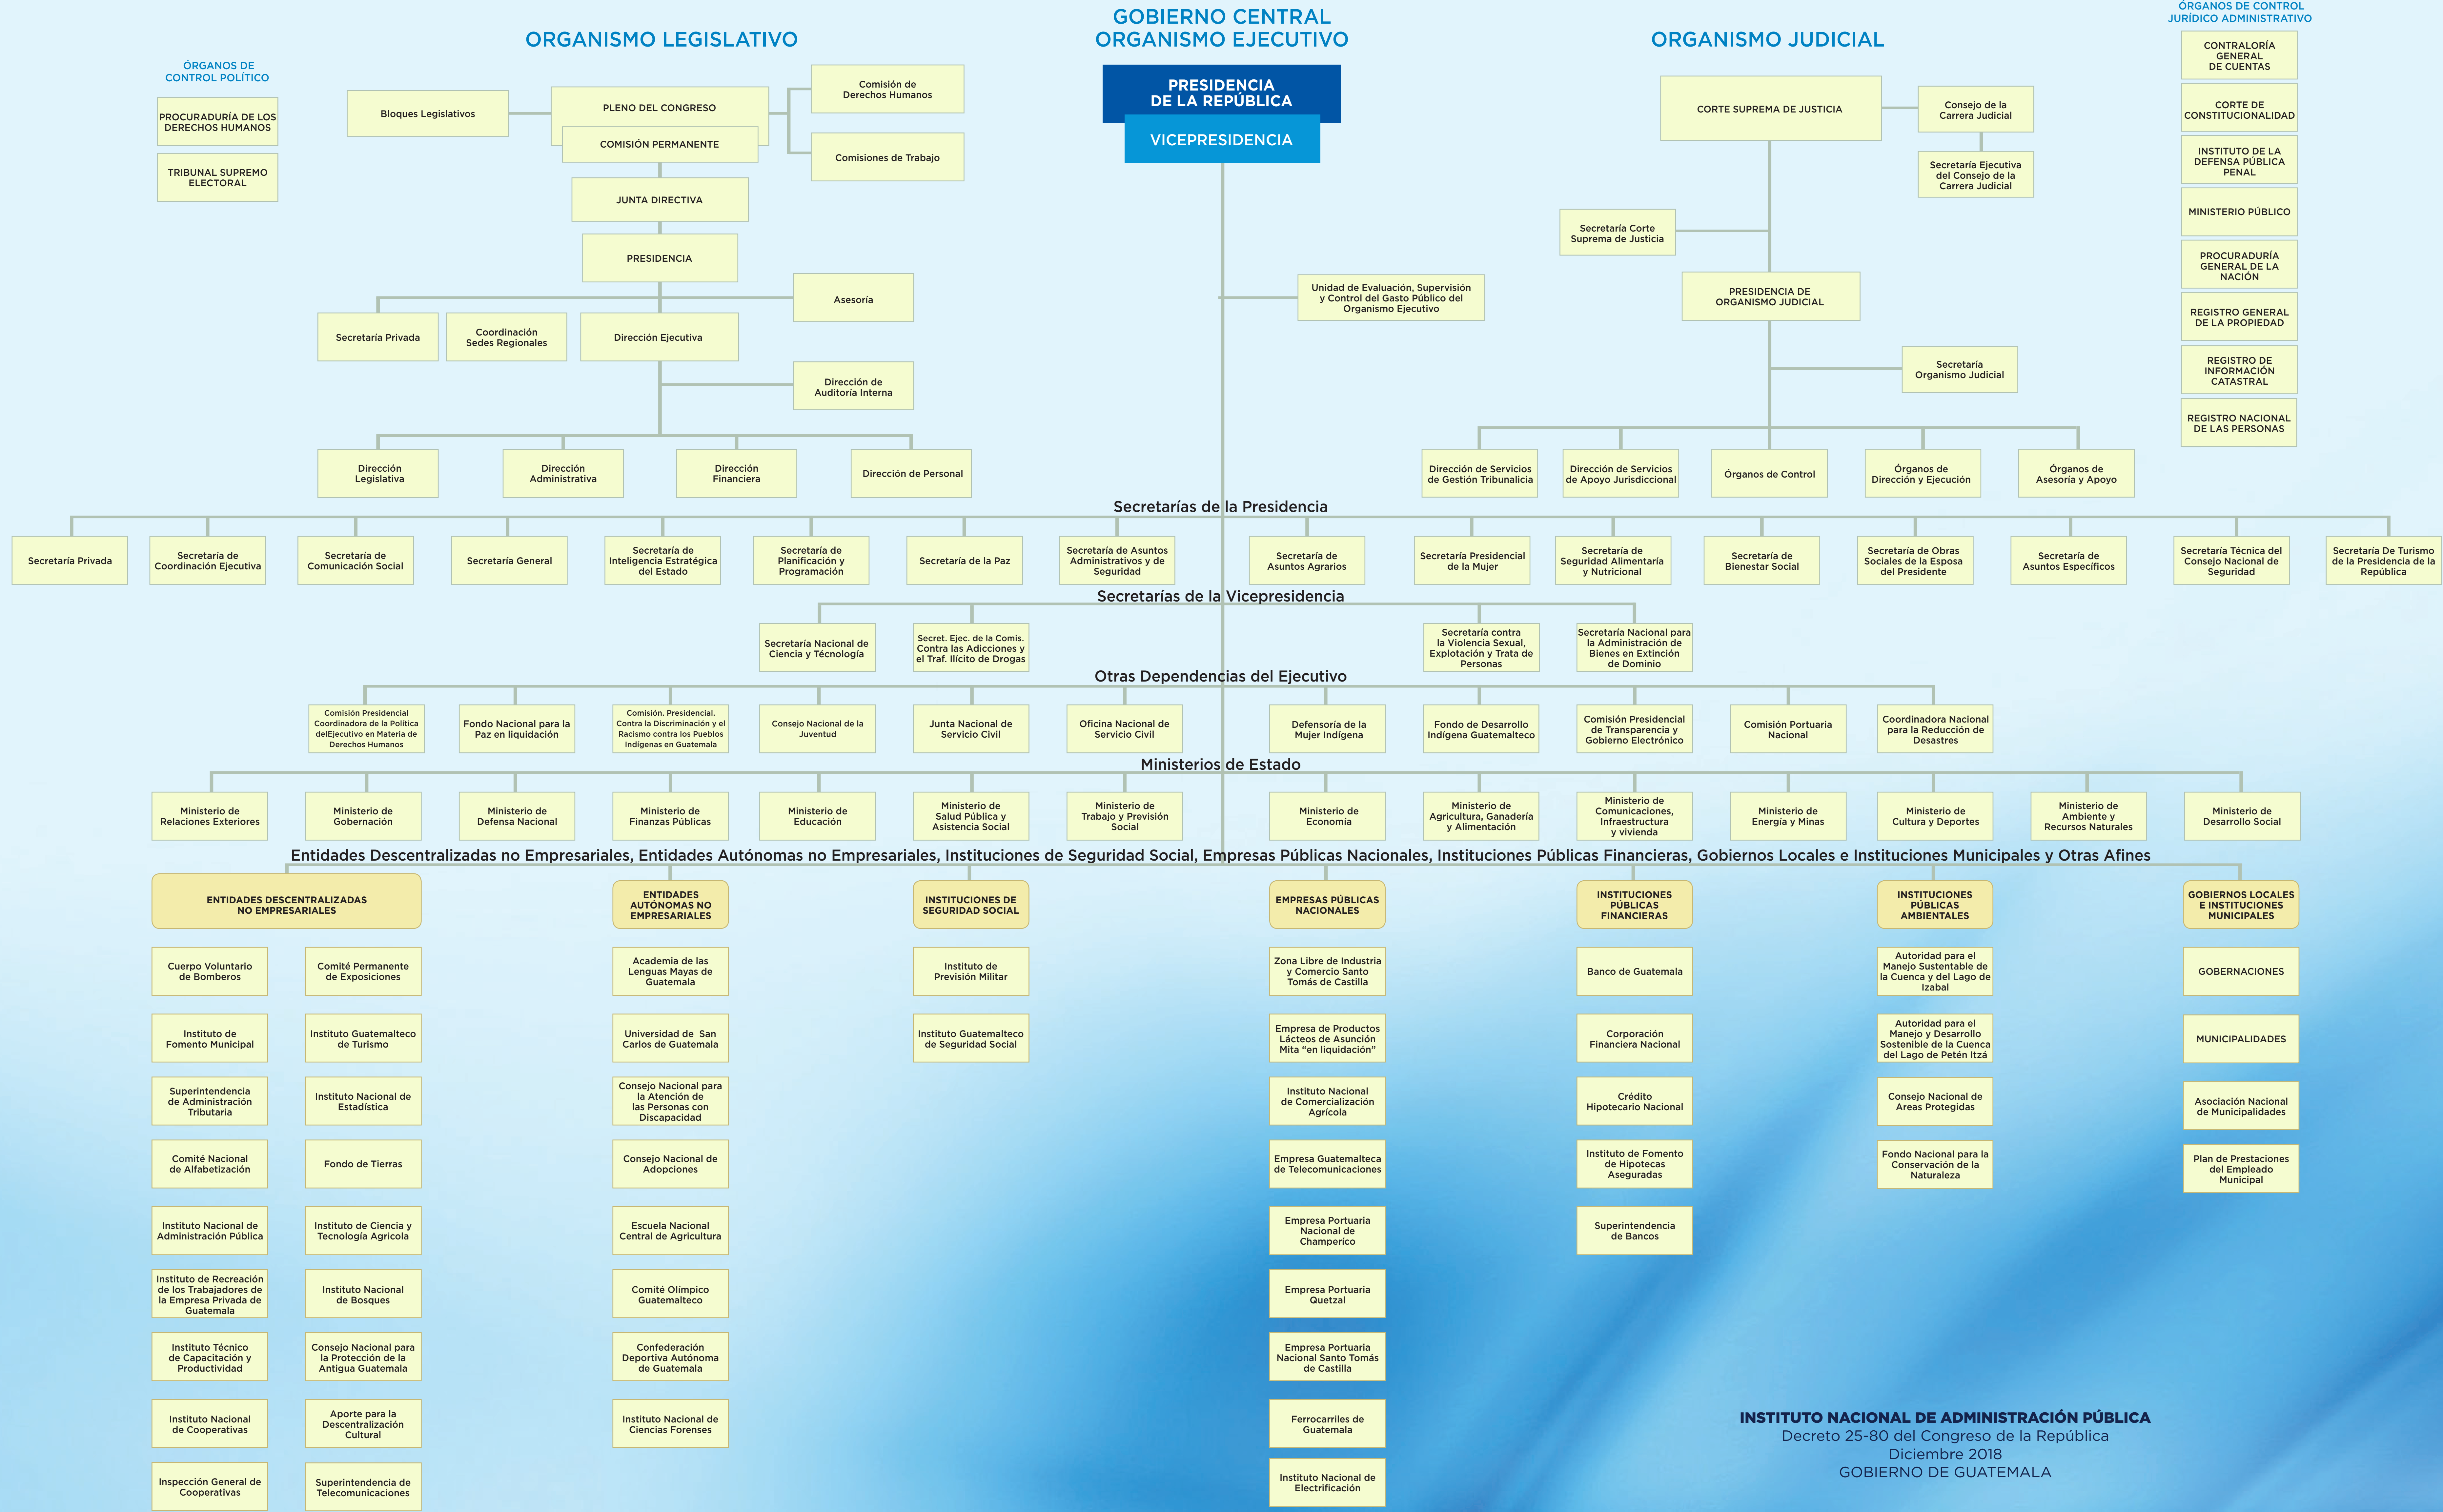 GOBIERNO CENTRAL
ORGANISMO EJECUTIVO
ORGANISMO LEGISLATIVO
ORGANISMO JUDICIAL
ÓRGANOS DE CONTROL
JURÍDICO ADMINISTRATIVO
ÓRGANOS DE
CONTROL POLÍTICO
PROCURADURÍA DE LOS
DERECHOS HUMANOS
TRIBUNAL SUPREMO
ELECTORAL
Bloques Legislativos
PLENO DEL CONGRESO
COMISIÓN PERMANENTE
Comisión de
Derechos Humanos
Comisiones de Trabajo
JUNTA DIRECTIVA
PRESIDENCIA
Asesoría
Secretaría Privada
Coordinación
Sedes Regionales
Dirección Ejecutiva
Dirección de
Auditoría Interna
Dirección
Legislativa
Dirección
Administrativa
Dirección
Financiera
Dirección de Personal
PRESIDENCIA
DE LA REPÚBLICA
VICEPRESIDENCIA
Unidad de Evaluación, Supervisión
y Control del Gasto Público del
Organismo Ejecutivo
CORTE SUPREMA DE JUSTICIA
Consejo de la
Carrera Judicial
Secretaría Ejecutiva
del Consejo de la
Carrera Judicial
Secretaría Corte
Suprema de Justicia
PRESIDENCIA DE
ORGANISMO JUDICIAL
Secretaría
Organismo Judicial
Dirección de Servicios
de Gestión Tribunalicia
Dirección de Servicios
de Apoyo Jurisdiccional
Órganos de Control
Órganos de
Dirección y Ejecución
Órganos de
Asesoría y Apoyo
CONTRALORÍA
GENERAL
DE CUENTAS
CORTE DE
CONSTITUCIONALIDAD
INSTITUTO DE LA
DEFENSA PÚBLICA
PENAL
MINISTERIO PÚBLICO
PROCURADURÍA
GENERAL DE LA
NACIÓN
REGISTRO GENERAL
DE LA PROPIEDAD
REGISTRO DE
INFORMACIÓN
CATASTRAL
REGISTRO NACIONAL
DE LAS PERSONAS
Secretarías de la Presidencia
Secretaría Privada
Secretaría de
Coordinación Ejecutiva
Secretaría de
Comunicación Social
Secretaría General
Secretaría de
Inteligencia Estratégica
del Estado
Secretaría de
Planificación y
Programación
Secretaría de la Paz
Secretaría de Asuntos
Administrativos y de
Seguridad
Secretaría de
Asuntos Agrarios
Secretaría Presidencial
de la Mujer
Secretaría de
Seguridad Alimentaría
y Nutricional
Secretaría de
Bienestar Social
Secretaría de Obras
Sociales de la Esposa
del Presidente
Secretaría de
Asuntos Específicos
Secretaría Técnica del
Consejo Nacional de
Seguridad
Secretaría De Turismo
de la Presidencia de la
República
Secretarías de la Vicepresidencia
Secretaría Nacional de
Ciencia y Técnología
Secret. Ejec. de la Comis.
Contra las Adicciones y
el Traf. Ilícito de Drogas
Secretaría contra
la Violencia Sexual,
Explotación y Trata de
Personas
Secretaría Nacional para
la Administración de
Bienes en Extinción
de Dominio
Otras Dependencias del Ejecutivo
Comisión Presidencial
Coordinadora de la Política
delEjecutivo en Materia de
Derechos Humanos
Fondo Nacional para la
Paz en liquidación
Comisión. Presidencial.
Contra la Discriminación y el
Racismo contra los Pueblos
Indígenas en Guatemala
Consejo Nacional de la
Juventud
Junta Nacional de
Servicio Civil
Oficina Nacional de
Servicio Civil
Defensoría de la
Mujer Indígena
Fondo de Desarrollo
Indígena Guatemalteco
Comisión Presidencial
de Transparencia y
Gobierno Electrónico
Comisión Portuaria
Nacional
Coordinadora Nacional
para la Reducción de
Desastres
Ministerios de Estado
Ministerio de
Relaciones Exteriores
Ministerio de
Gobernación
Ministerio de
Defensa Nacional
Ministerio de
Finanzas Públicas
Ministerio de
Educación
Ministerio de
Salud Pública y
Asistencia Social
Ministerio de
Trabajo y Previsión
Social
Ministerio de
Economía
Ministerio de
Agricultura, Ganadería
y Alimentación
Ministerio de
Comunicaciones,
Infraestructura
y vivienda
Ministerio de
Energía y Minas
Ministerio de
Cultura y Deportes
Ministerio de
Ambiente y
Recursos Naturales
Ministerio de
Desarrollo Social
Entidades Descentralizadas no Empresariales, Entidades Autónomas no Empresariales, Instituciones de Seguridad Social, Empresas Públicas Nacionales, Instituciones Públicas Financieras, Gobiernos Locales e Instituciones Municipales y Otras Afines
ENTIDADES DESCENTRALIZADAS
NO EMPRESARIALES
Cuerpo Voluntario
de Bomberos
Comité Permanente
de Exposiciones
Instituto de
Fomento Municipal
Instituto Guatemalteco
de Turismo
Superintendencia
de Administración
Tributaria
Instituto Nacional de
Estadística
Comité Nacional
de Alfabetización
Fondo de Tierras
Instituto Nacional de
Administración Pública
Instituto de Ciencia y
Tecnología Agricola
Instituto de Recreación
de los Trabajadores de
la Empresa Privada de
Guatemala
Instituto Nacional
de Bosques
Instituto Técnico
de Capacitación y
Productividad
Consejo Nacional para
la Protección de la
Antigua Guatemala
Instituto Nacional
de Cooperativas
Aporte para la
Descentralización
Cultural
Inspección General de
Cooperativas
Superintendencia de
Telecomunicaciones
ENTIDADES
AUTÓNOMAS NO
EMPRESARIALES
Academia de las
Lenguas Mayas de
Guatemala
Universidad de San
Carlos de Guatemala
Consejo Nacional para
la Atención de
las Personas con
Discapacidad
Consejo Nacional de
Adopciones
Escuela Nacional
Central de Agricultura
Comité Olímpico
Guatemalteco
Confederación
Deportiva Autónoma
de Guatemala
Instituto Nacional de
Ciencias Forenses
INSTITUCIONES DE
SEGURIDAD SOCIAL
Instituto de
Previsión Militar
Instituto Guatemalteco
de Seguridad Social
EMPRESAS PÚBLICAS
NACIONALES
Zona Libre de Industria
y Comercio Santo
Tomás de Castilla
Empresa de Productos
Lácteos de Asunción
Mita “en liquidación”
Instituto Nacional
de Comercialización
Agrícola
Empresa Guatemalteca
de Telecomunicaciones
Empresa Portuaria
Nacional de
Champeríco
Empresa Portuaria
Quetzal
Empresa Portuaria
Nacional Santo Tomás
de Castilla
Ferrocarriles de
Guatemala
Instituto Nacional de
Electrificación
INSTITUCIONES
PÚBLICAS
FINANCIERAS
Banco de Guatemala
Corporación
Financiera Nacional
Crédito
Hipotecario Nacional
Instituto de Fomento
de Hipotecas
Aseguradas
Superintendencia
de Bancos
INSTITUCIONES
PÚBLICAS
AMBIENTALES
Autoridad para el
Manejo Sustentable de
la Cuenca y del Lago de
Izabal
Autoridad para el
Manejo y Desarrollo
Sostenible de la Cuenca
del Lago de Petén Itzá
Consejo Nacional de
Areas Protegidas
Fondo Nacional para la
Conservación de la
Naturaleza
GOBIERNOS LOCALES
E INSTITUCIONES
MUNICIPALES
GOBERNACIONES
MUNICIPALIDADES
Asociación Nacional
de Municipalidades
Plan de Prestaciones
del Empleado
Municipal
INSTITUTO NACIONAL DE ADMINISTRACIÓN PÚBLICA
Decreto 25-80 del Congreso de la República
Diciembre 2018
GOBIERNO DE GUATEMALA